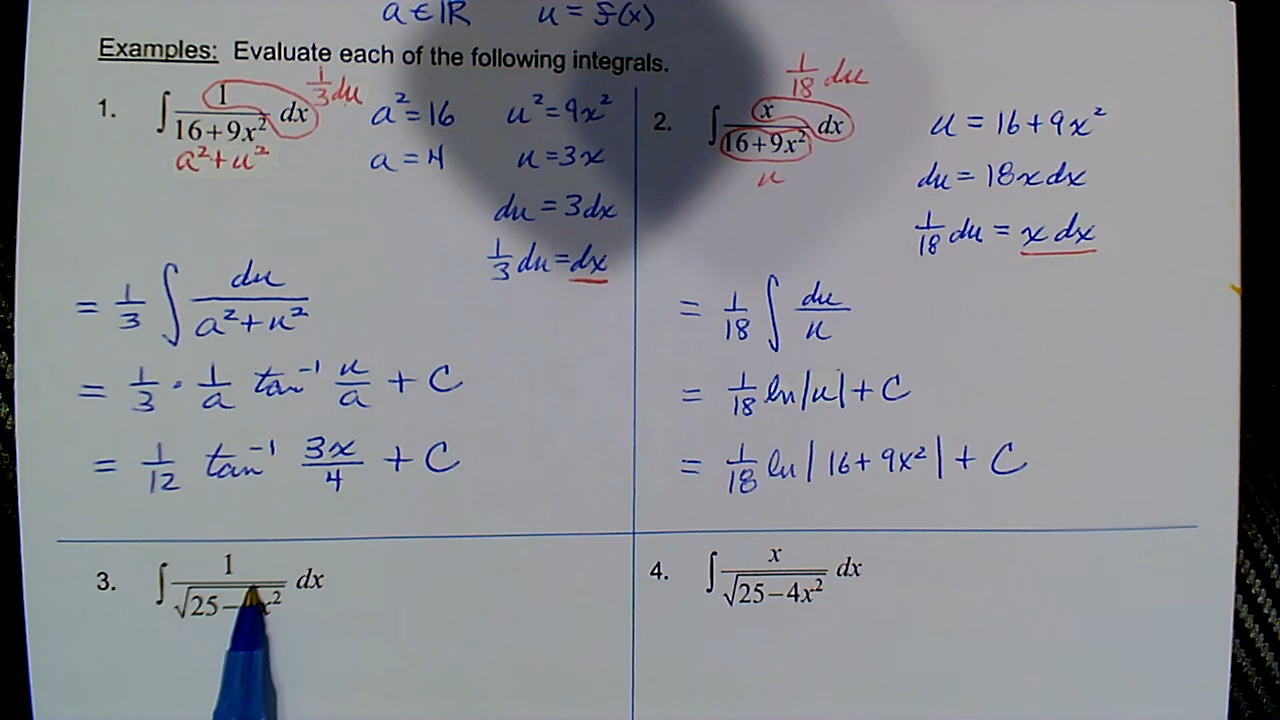 a ∈ ℝ u = f(x)
Examples: Evaluate each of the following integrals.
1. ∫ 1/(16+9x²) dx 1/3 du
a²+u²
a² = 16 u² = 9x²
a = 4 u = 3x
du = 3dx
1/3 du = dx
= 1/3 ∫ du/(a²+u²)
= 1/3 · 1/a tan⁻¹ u/a + C
= 1/12 tan⁻¹ 3x/4 + C
2. ∫ x/(16+9x²) dx 1/18 du
u
u = 16+9x²
du = 18x dx
1/18 du = x dx
= 1/18 ∫ du/u
= 1/18 ln|u| + C
= 1/18 ln|16+9x²| + C
3. ∫ 1/√(25− x²) dx
4. ∫ x/√(25−4x²) dx